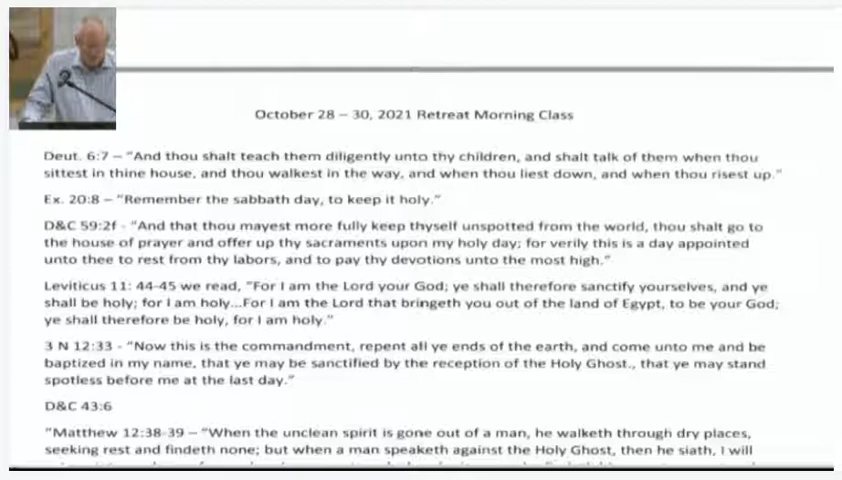 October 28 – 30, 2021 Retreat Morning Class
Deut. 6:7 – "And thou shalt teach them diligently unto thy children, and shalt talk of them when thou
sittest in thine house, and thou walkest in the way, and when thou liest down, and when thou risest up."
Ex. 20:8 – "Remember the sabbath day, to keep it holy."
D&C 59:2f - "And that thou mayest more fully keep thyself unspotted from the world, thou shalt go to
the house of prayer and offer up thy sacraments upon my holy day; for verily this is a day appointed
unto thee to rest from thy labors, and to pay thy devotions unto the most high."
Leviticus 11: 44-45 we read, "For I am the Lord your God; ye shall therefore sanctify yourselves, and ye
shall be holy; for I am holy...For I am the Lord that bringeth you out of the land of Egypt, to be your God;
ye shall therefore be holy, for I am holy."
3 N 12:33 - "Now this is the commandment, repent all ye ends of the earth, and come unto me and be
baptized in my name, that ye may be sanctified by the reception of the Holy Ghost., that ye may stand
spotless before me at the last day."
D&C 43:6
"Matthew 12:38-39 – "When the unclean spirit is gone out of a man, he walketh through dry places,
seeking rest and findeth none; but when a man speaketh against the Holy Ghost, then he siath, I will